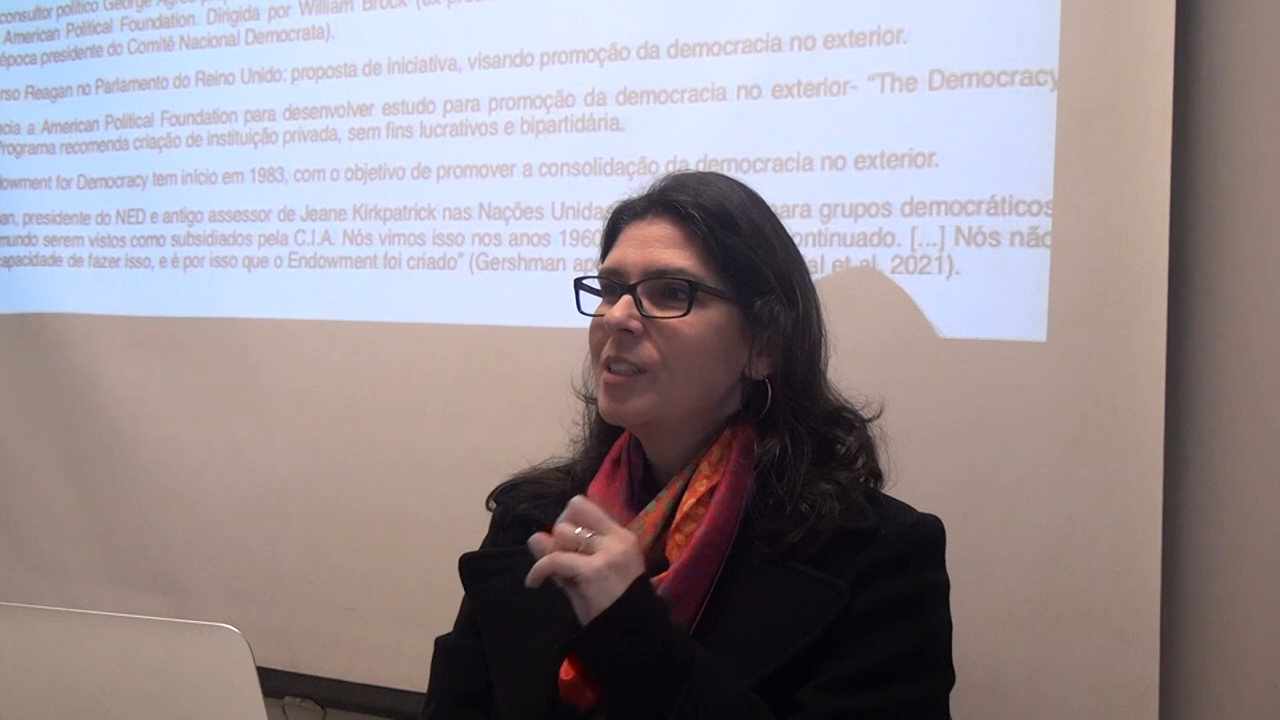 consultor político George
American Political Foundation. Dirigida por William Brock (ex
época presidente do Comitê Nacional Democrata).
rso Reagan no Parlamento do Reino Unido: proposta de iniciativa, visando promoção da democracia no exterior.
ncia a American Political Foundation para desenvolver estudo para promoção da democracia no exterior- “The Democracy
Programa recomenda criação de instituição privada, sem fins lucrativos e bipartidária.
dowment for Democracy tem início em 1983, com o objetivo de promover a consolidação da democracia no exterior.
an, presidente do NED e antigo assessor de Jeane Kirkpatrick nas Nações Unidas para grupos democráticos
mundo serem vistos como subsidiados pela C.I.A. Nós vimos isso nos anos 1960 ontinuado. [...] Nós não
capacidade de fazer isso, e é por isso que o Endowment foi criado” (Gershman ap al et al, 2021).